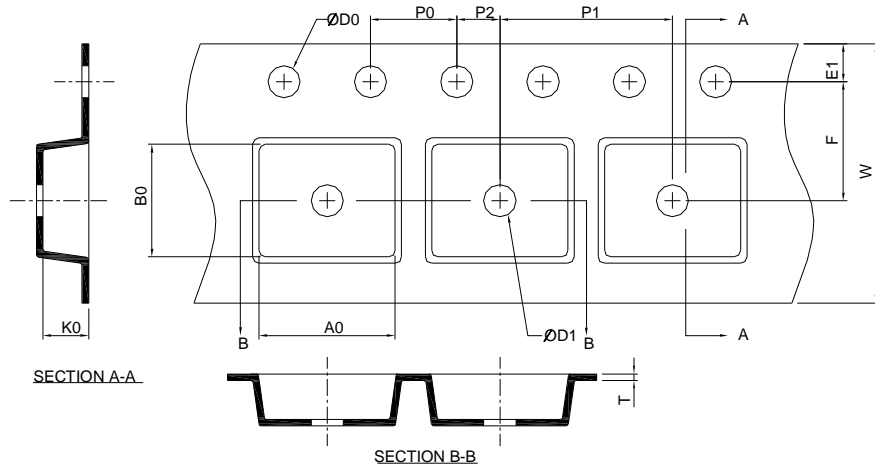 ØD0
P0
P2
P1
A
E1
F
W
B0
K0
B
A0
ØD1
B
A
SECTION A-A
T
SECTION B-B